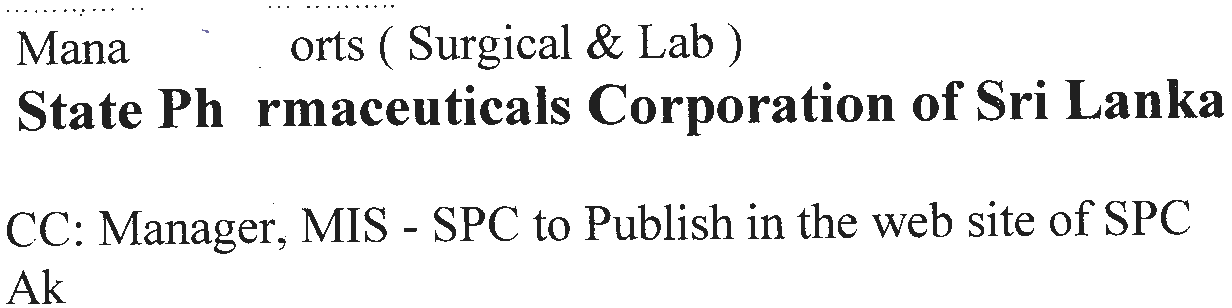 Mana orts ( Surgical & Lab )
State Ph rmaceuticals Corporation of Sri Lanka
CC: Manager, MIS - SPC to Publish in the web site of SPC
Ak